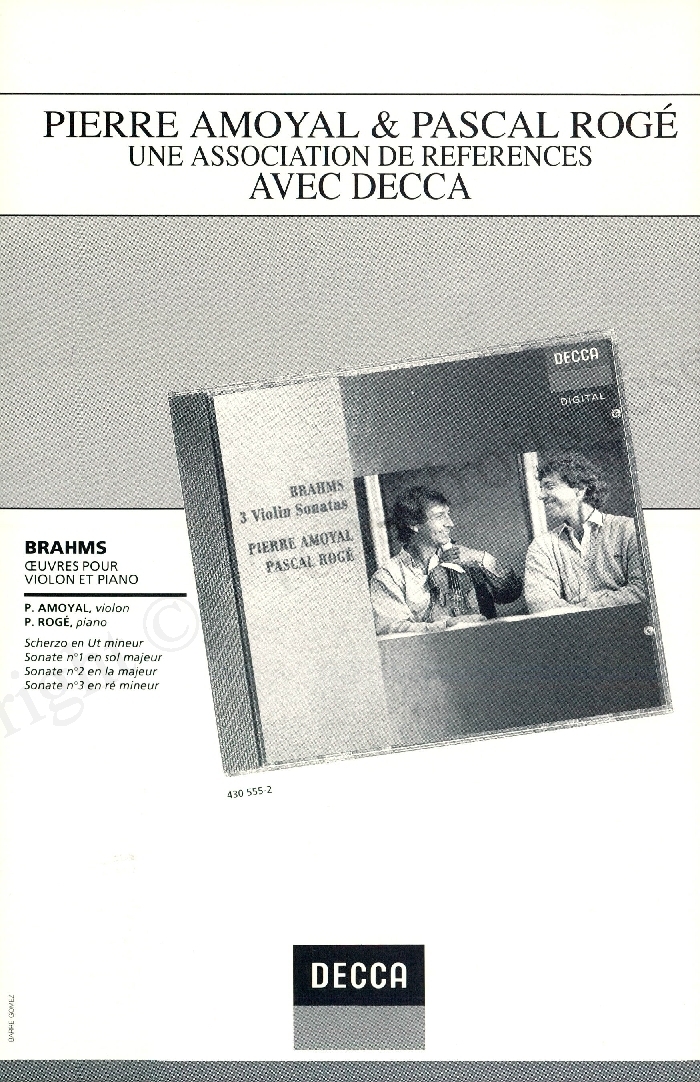 PIERRE AMOYAL & PASCAL ROGÉ
UNE ASSOCIATION DE REFERENCES
AVEC DECCA
DECCA
DIGITAL
BRAHMS
3 Violin Sonatas
PIERRE AMOYAL
PASCAL ROGÉ
BRAHMS
ŒUVRES POUR
VIOLON ET PIANO
P. AMOYAL, violon
P. ROGÉ, piano
Scherzo en Ut mineur
Sonate n°1 en sol majeur
Sonate n°2 en la majeur
Sonate n°3 en ré mineur
430 555-2
DECCA
BARRE GOMEZ